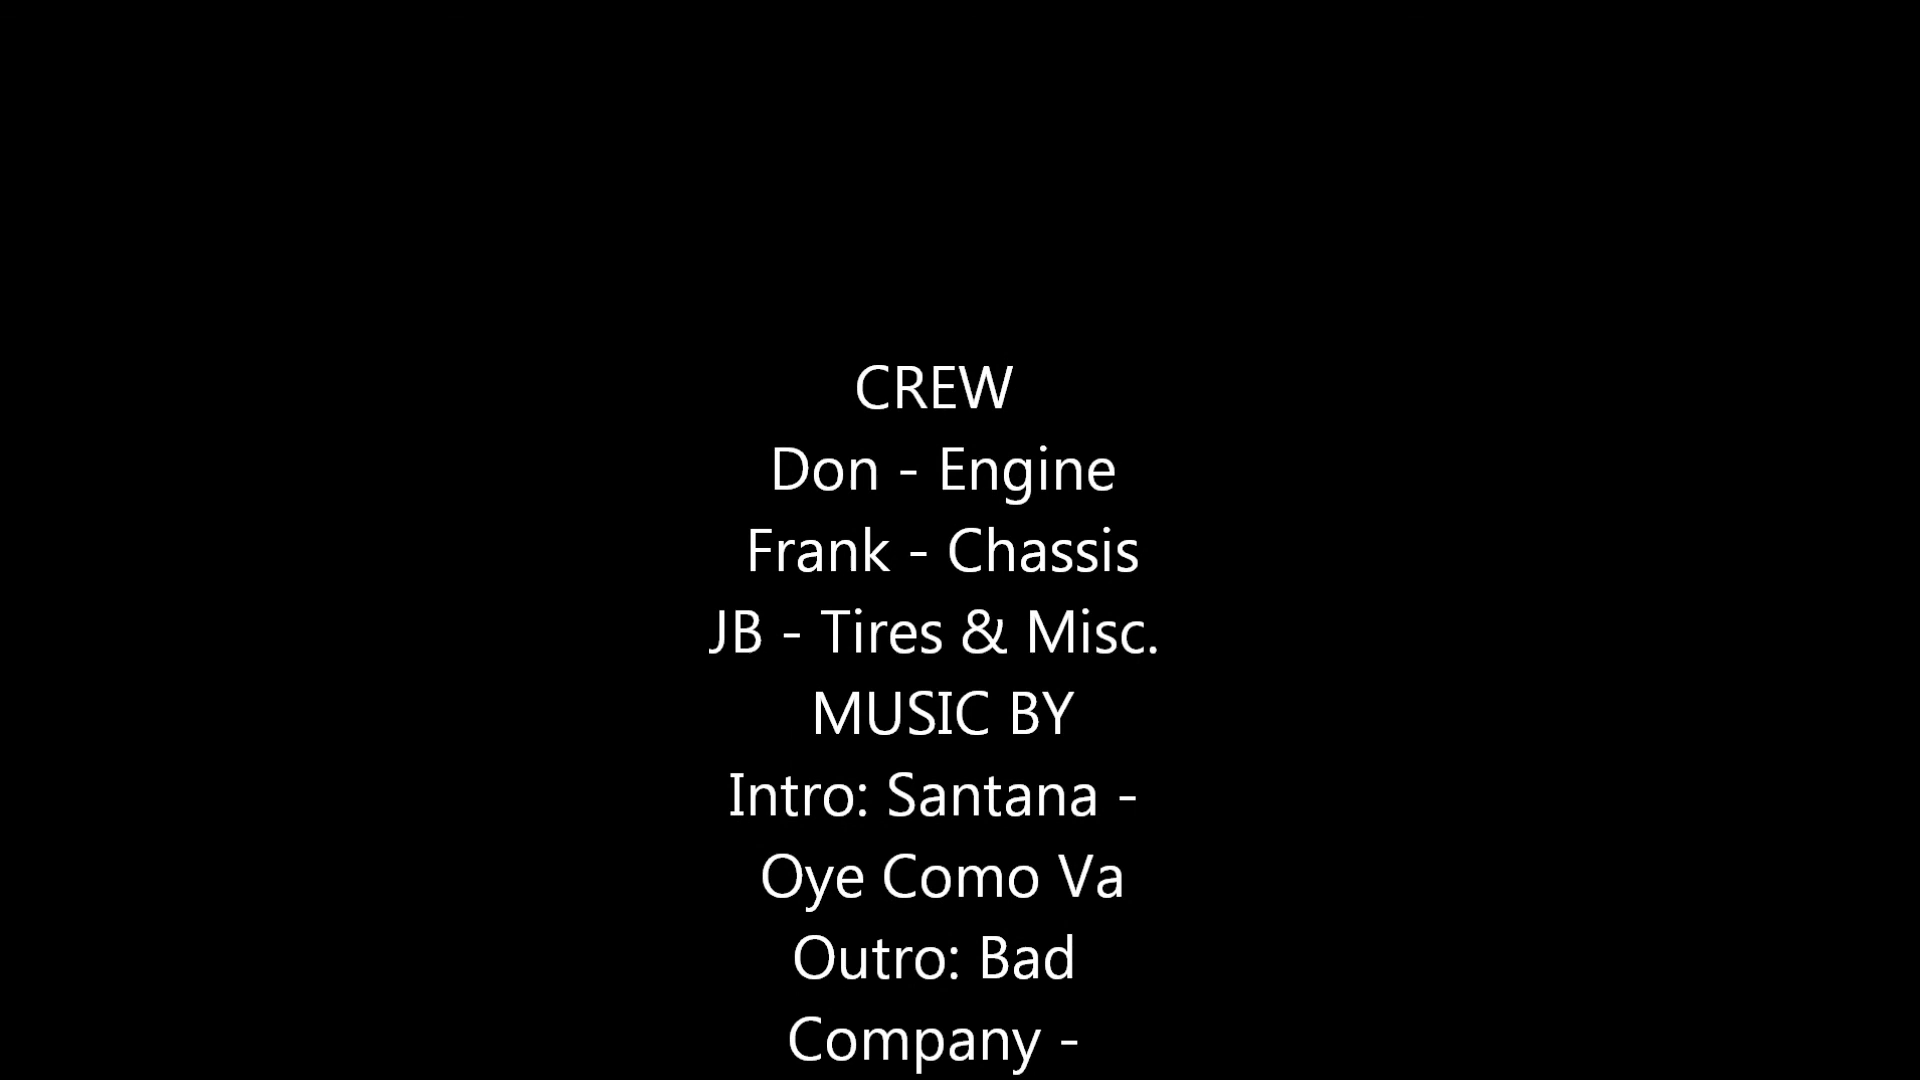 CREW
Don - Engine
Frank - Chassis
JB - Tires & Misc.
MUSIC BY
Intro: Santana -
Oye Como Va
Outro: Bad
Company -